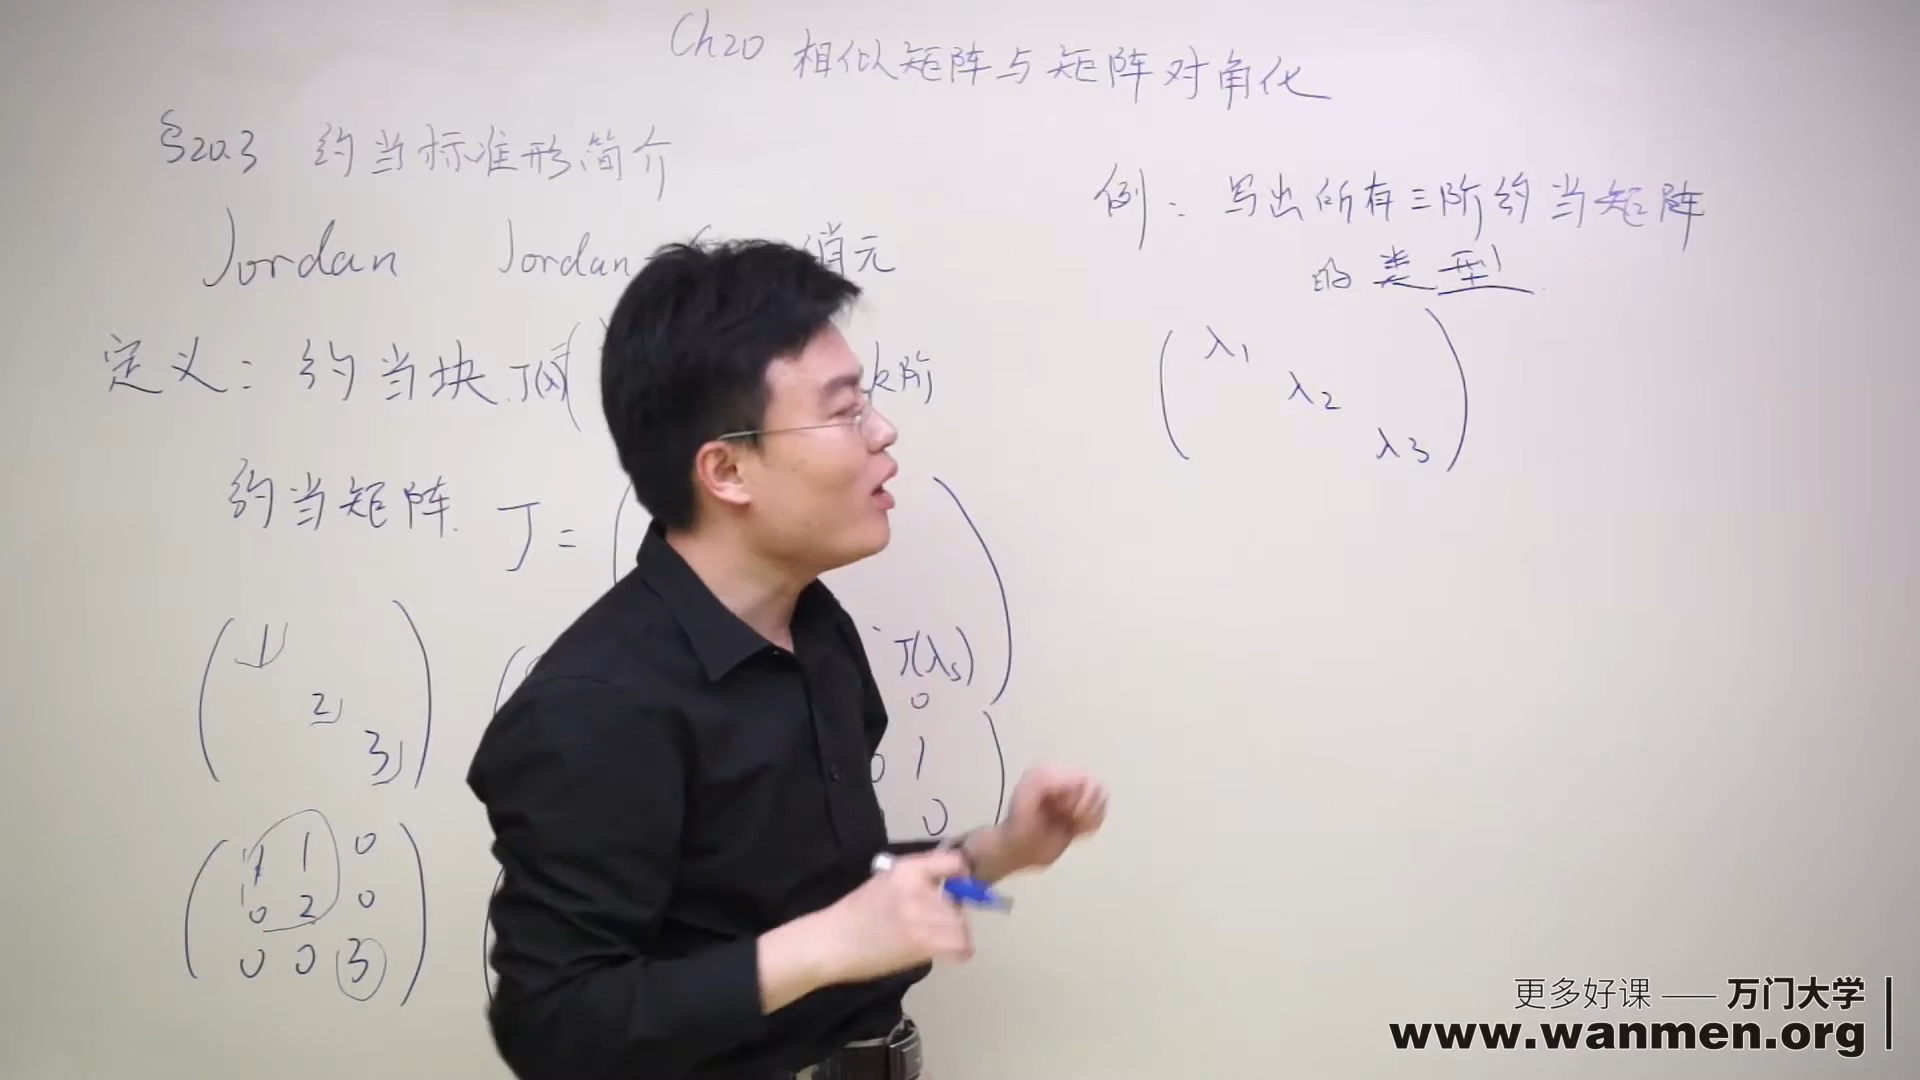 Ch20 相似矩阵与矩阵对角化
§20.3 约当标准形简介
Jordan Jordan 消元
定义: 约当块 J(λ) k阶
约当矩阵 J =
J(λs)
0
1
2
3
0 1
0
1 1 0
0 2 0
0 0 3
例: 写出所有三阶约当矩阵
的类型
λ1
λ2
λ3
更多好课 —— 万门大学
www.wanmen.org